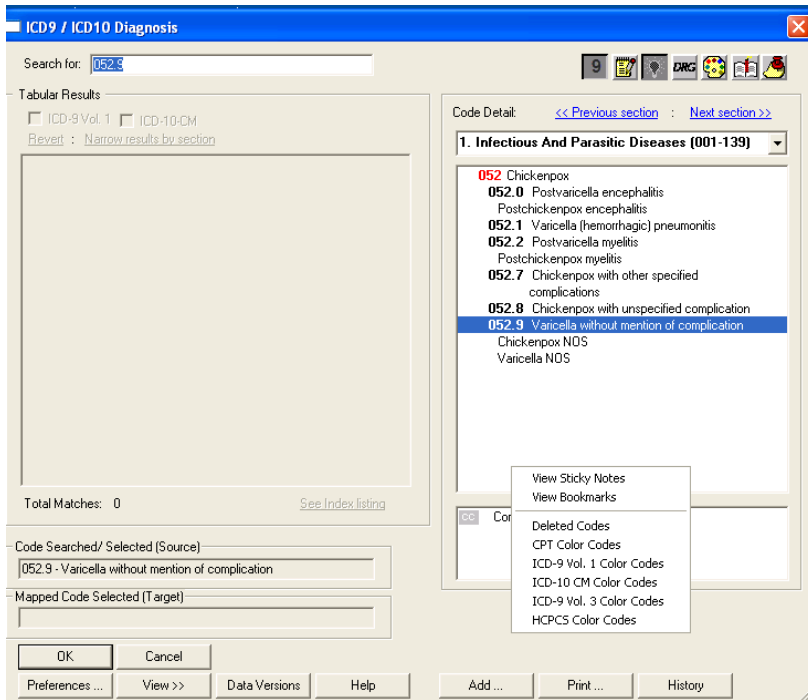 ICD9 / ICD10 Diagnosis
Search for: 052.9
9 DRG
Tabular Results
ICD-9 Vol. 1 ICD-10-CM
Revert : Narrow results by section
Total Matches: 0 See Index listing
Code Searched/ Selected (Source)
052.9 - Varicella without mention of complication
Mapped Code Selected (Target)
Code Detail: << Previous section : Next section >>
1. Infectious And Parasitic Diseases (001-139)
052 Chickenpox
052.0 Postvaricella encephalitis
Postchickenpox encephalitis
052.1 Varicella (hemorrhagic) pneumonitis
052.2 Postvaricella myelitis
Postchickenpox myelitis
052.7 Chickenpox with other specified
complications
052.8 Chickenpox with unspecified complication
052.9 Varicella without mention of complication
Chickenpox NOS
Varicella NOS
CC
View Sticky Notes
View Bookmarks
Deleted Codes
CPT Color Codes
ICD-9 Vol. 1 Color Codes
ICD-10 CM Color Codes
ICD-9 Vol. 3 Color Codes
HCPCS Color Codes
OK Cancel
Preferences ... View >> Data Versions Help Add ... Print ... History